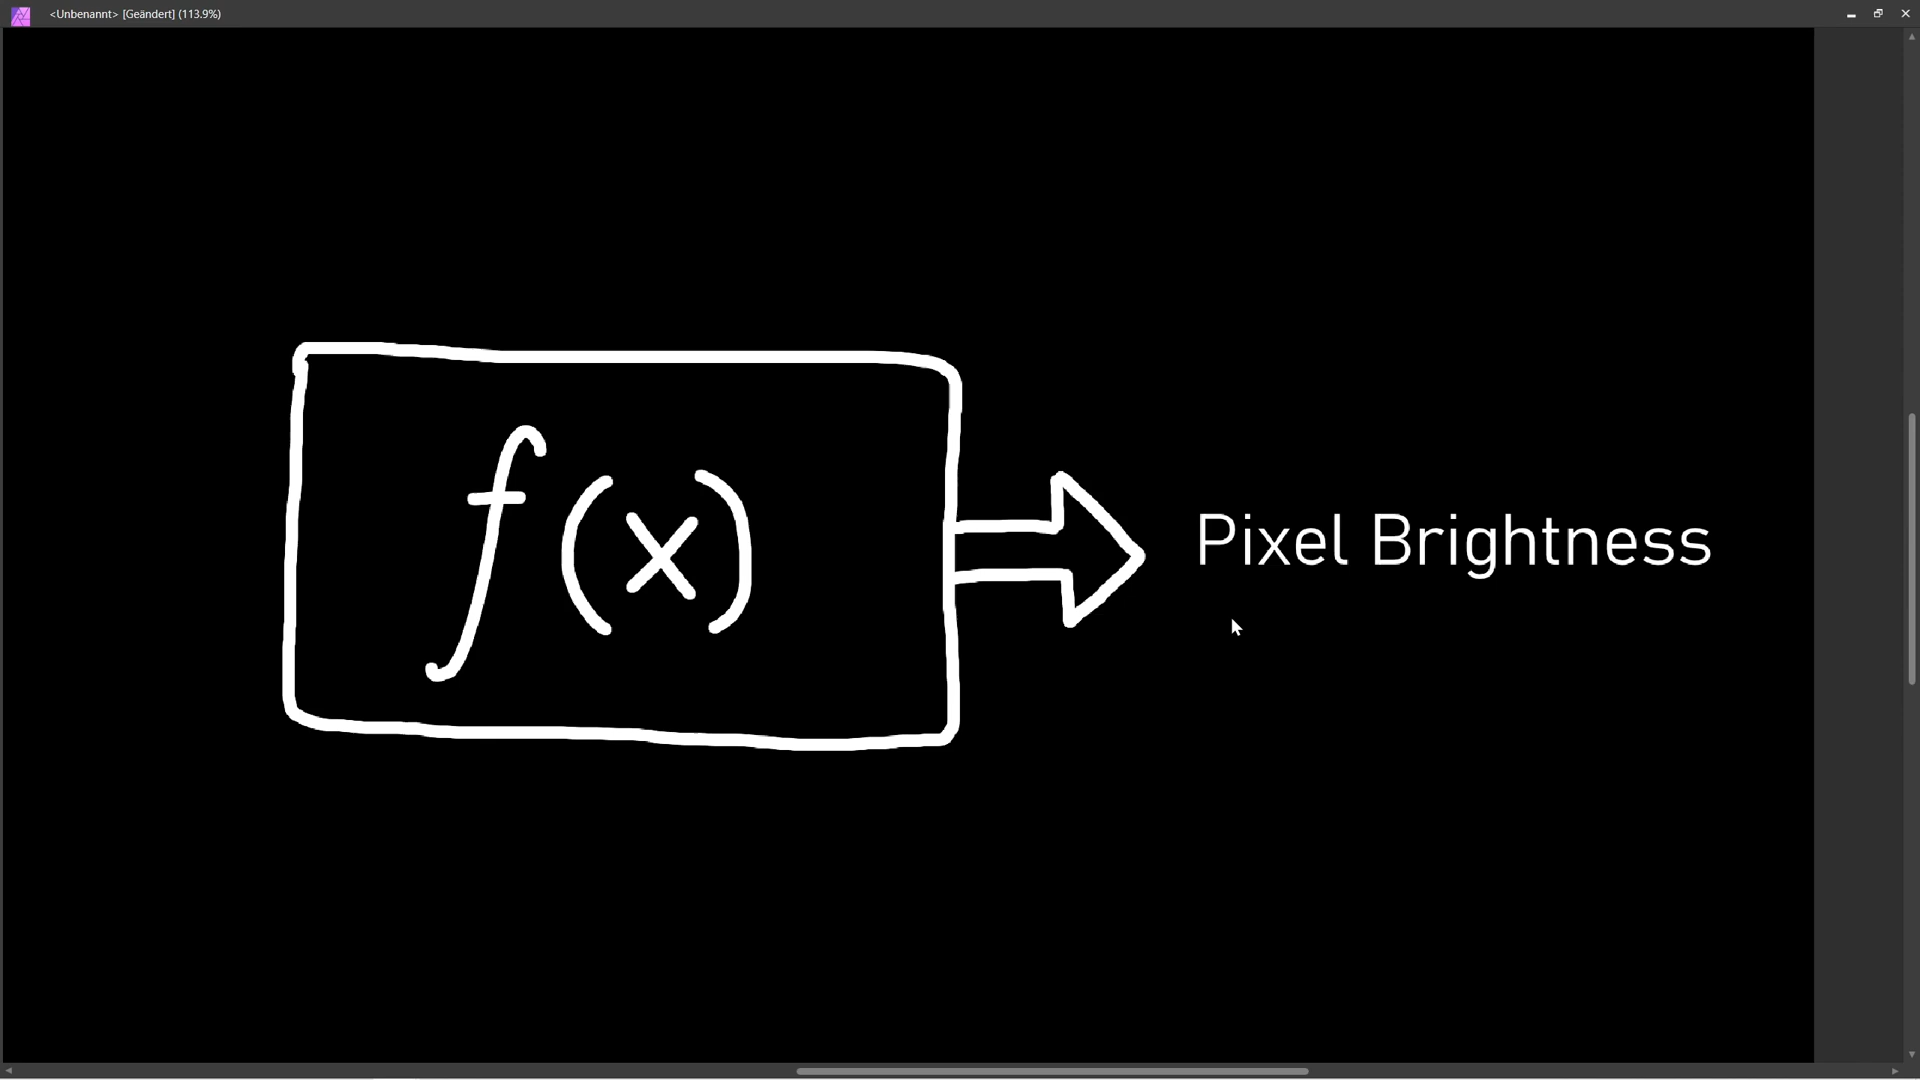 <Unbenannt> [Geändert] (113.9%)
f(x)
Pixel Brightness